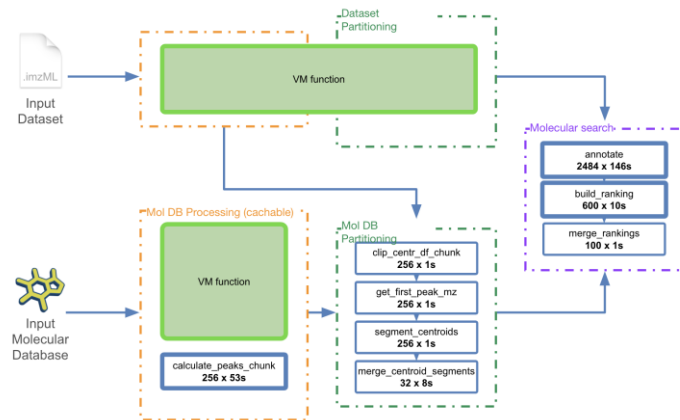 Dataset
Partitioning
.imzML
VM function
Input
Dataset
Molecular search
annotate
2484 x 146s
build_ranking
600 x 10s
merge_rankings
100 x 1s
Mol DB Processing (cachable)
Mol DB
Partitioning
VM function
clip_centr_df_chunk
256 x 1s
get_first_peak_mz
256 x 1s
segment_centroids
256 x 1s
merge_centroid_segments
32 x 8s
Input
Molecular
Database
calculate_peaks_chunk
256 x 53s